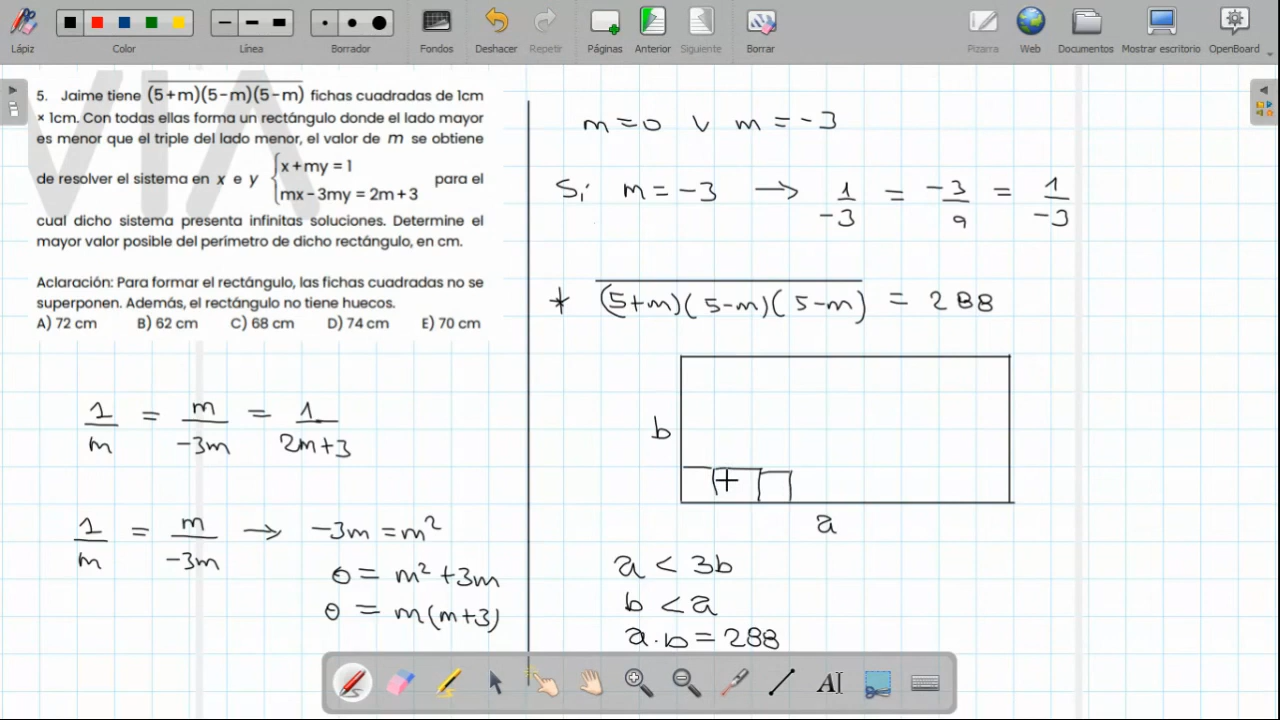 Lápiz
Color
Línea
Borrador
Fondos
Deshacer
Repetir
Páginas
Anterior
Siguiente
Borrar
Pizarra
Web
Documentos
Mostrar escritorio
OpenBoard
5. Jaime tiene (5+m)(5−m)(5−m) fichas cuadradas de 1cm
× 1cm. Con todas ellas forma un rectángulo donde el lado mayor
es menor que el triple del lado menor, el valor de m se obtiene
de resolver el sistema en x e y { x + my = 1
mx − 3my = 2m + 3 para el
cual dicho sistema presenta infinitas soluciones. Determine el
mayor valor posible del perímetro de dicho rectángulo, en cm.
Aclaración: Para formar el rectángulo, las fichas cuadradas no se
superponen. Además, el rectángulo no tiene huecos.
A) 72 cm B) 62 cm C) 68 cm D) 74 cm E) 70 cm
1/m = m/−3m = 1/2m+3
1/m = m/−3m → −3m = m²
0 = m² + 3m
0 = m(m+3)
m = 0 v m = −3
Si m = −3 → 1/−3 = −3/9 = 1/−3
* (5+m)(5−m)(5−m) = 288
b
a
a < 3b
b < a
a.b = 288
AI
VIA